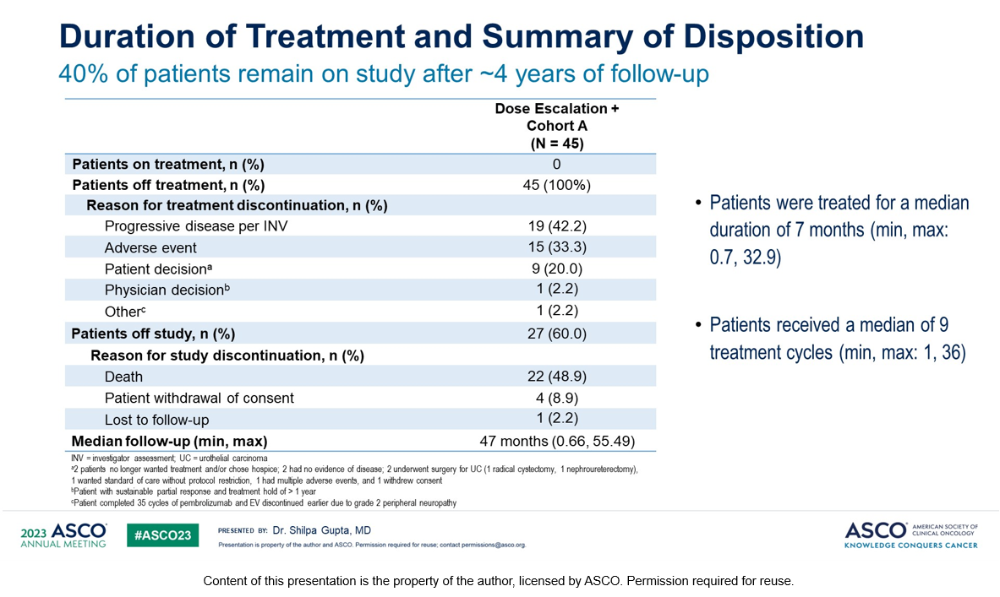 Duration of Treatment and Summary of Disposition
40% of patients remain on study after ~4 years of follow-up
Dose Escalation +
Cohort A
(N = 45)
Patients on treatment, n (%) 0
Patients off treatment, n (%) 45 (100%)
Reason for treatment discontinuation, n (%)
Progressive disease per INV 19 (42.2)
Adverse event 15 (33.3)
Patient decisionᵃ 9 (20.0)
Physician decisionᵇ 1 (2.2)
Otherᶜ 1 (2.2)
Patients off study, n (%) 27 (60.0)
Reason for study discontinuation, n (%)
Death 22 (48.9)
Patient withdrawal of consent 4 (8.9)
Lost to follow-up 1 (2.2)
Median follow-up (min, max) 47 months (0.66, 55.49)
INV = investigator assessment; UC = urothelial carcinoma
ᵃ2 patients no longer wanted treatment and/or chose hospice; 2 had no evidence of disease; 2 underwent surgery for UC (1 radical cystectomy, 1 nephroureterectomy),
1 wanted standard of care without protocol restriction, 1 had multiple adverse events, and 1 withdrew consent
ᵇPatient with sustainable partial response and treatment hold of > 1 year
ᶜPatient completed 35 cycles of pembrolizumab and EV discontinued earlier due to grade 2 peripheral neuropathy
• Patients were treated for a median
duration of 7 months (min, max:
0.7, 32.9)
• Patients received a median of 9
treatment cycles (min, max: 1, 36)
2023 ASCO®
ANNUAL MEETING
#ASCO23
PRESENTED BY: Dr. Shilpa Gupta, MD
Presentation is property of the author and ASCO. Permission required for reuse; contact permissions@asco.org.
ASCO® AMERICAN SOCIETY OF
CLINICAL ONCOLOGY
KNOWLEDGE CONQUERS CANCER
Content of this presentation is the property of the author, licensed by ASCO. Permission required for reuse.